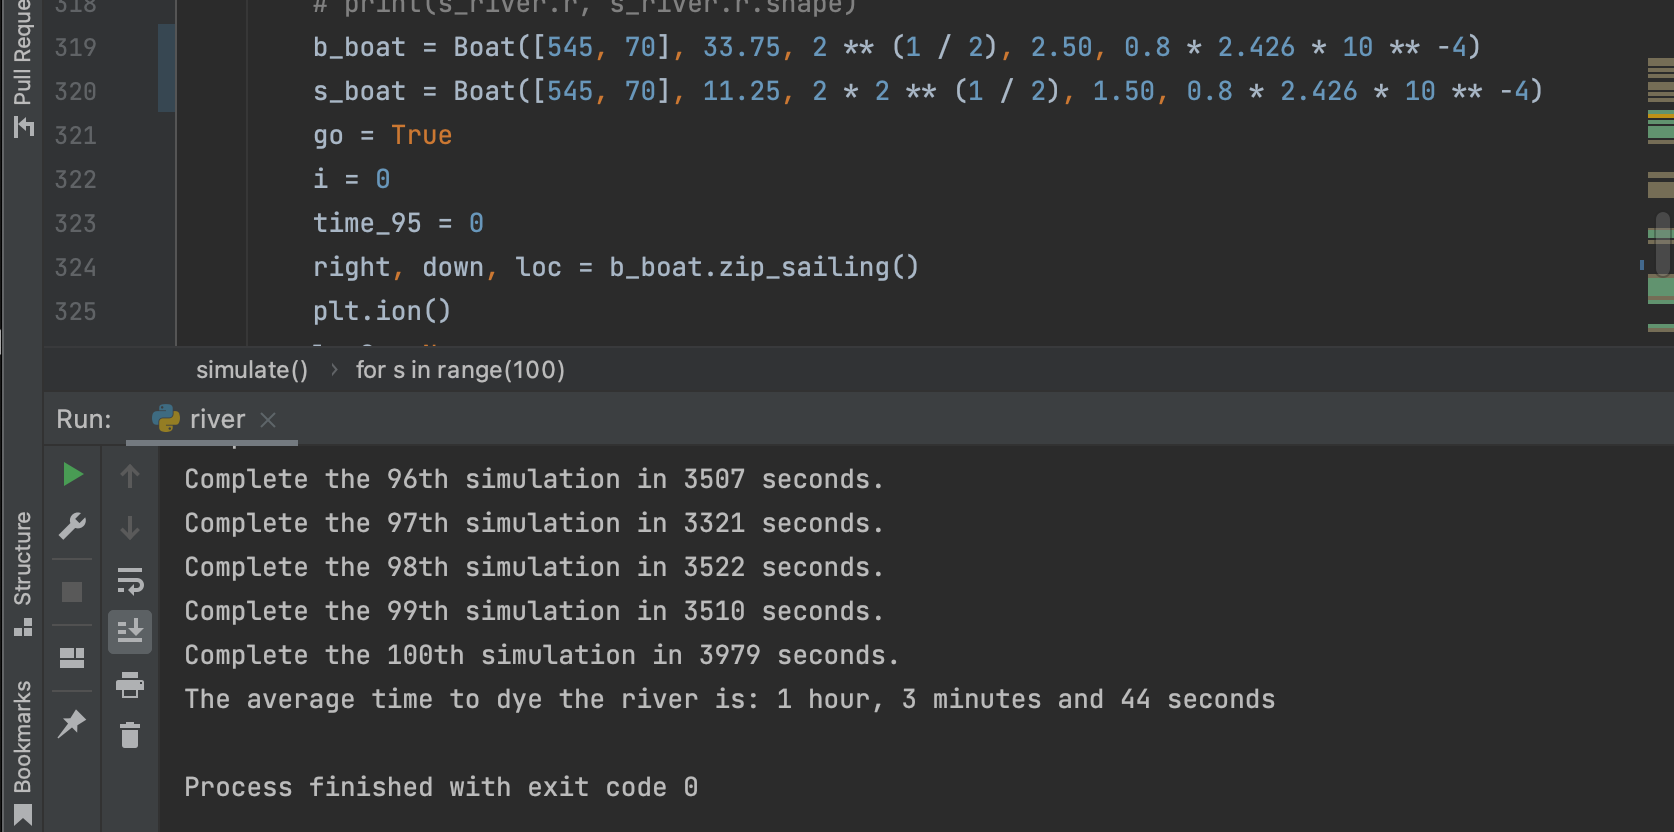 318 # print(s_river.r, s_river.r.shape)
319 b_boat = Boat([545, 70], 33.75, 2 ** (1 / 2), 2.50, 0.8 * 2.426 * 10 ** -4)
320 s_boat = Boat([545, 70], 11.25, 2 * 2 ** (1 / 2), 1.50, 0.8 * 2.426 * 10 ** -4)
321 go = True
322 i = 0
323 time_95 = 0
324 right, down, loc = b_boat.zip_sailing()
325 plt.ion()
simulate() › for s in range(100)
Run: river
Complete the 96th simulation in 3507 seconds.
Complete the 97th simulation in 3321 seconds.
Complete the 98th simulation in 3522 seconds.
Complete the 99th simulation in 3510 seconds.
Complete the 100th simulation in 3979 seconds.
The average time to dye the river is: 1 hour, 3 minutes and 44 seconds
Process finished with exit code 0
Pull Reque
Structure
Bookmarks